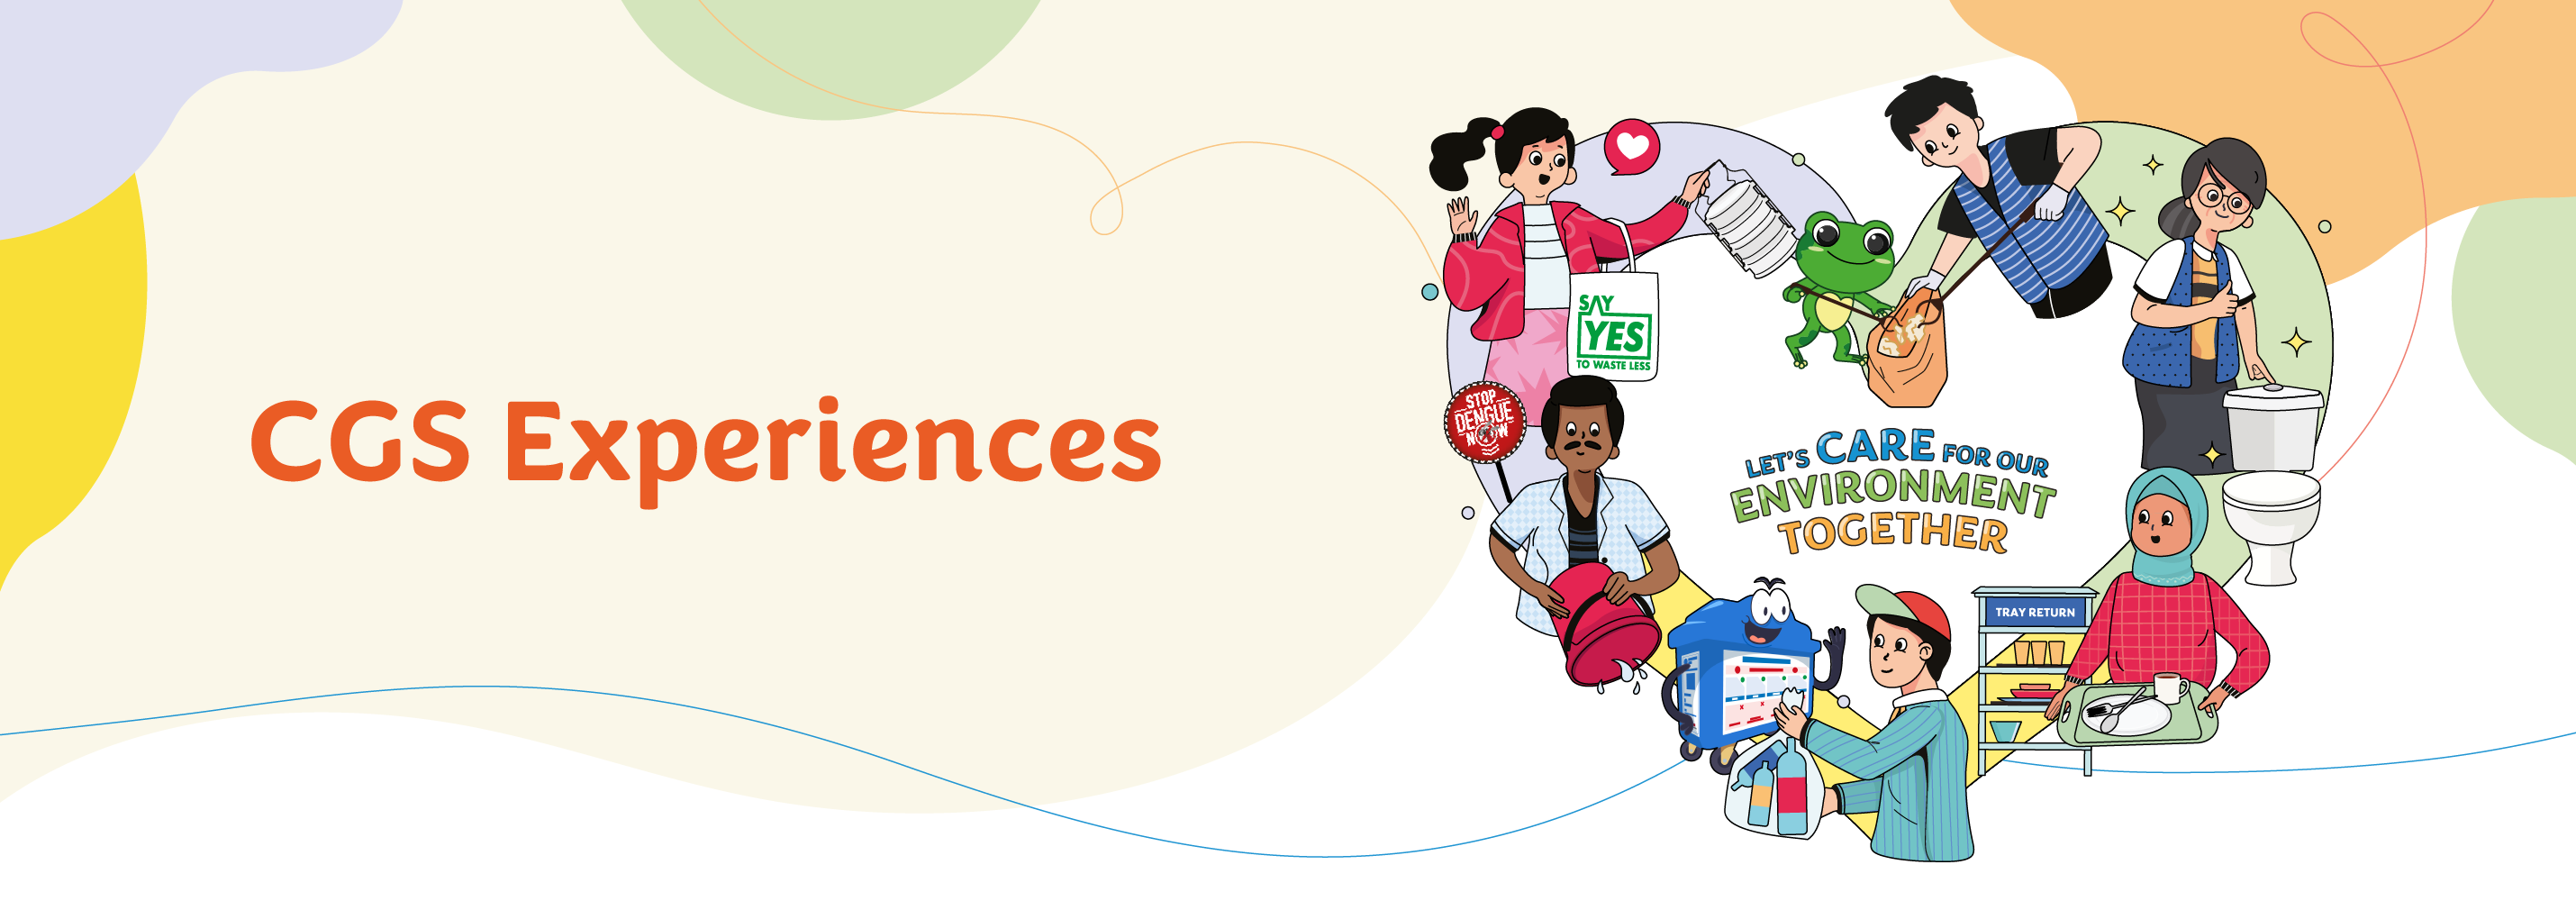 CGS Experiences
SAY
YES
TO WASTE LESS
STOP
DENGUE
NOW
LET'S CARE FOR OUR
ENVIRONMENT
TOGETHER
TRAY RETURN